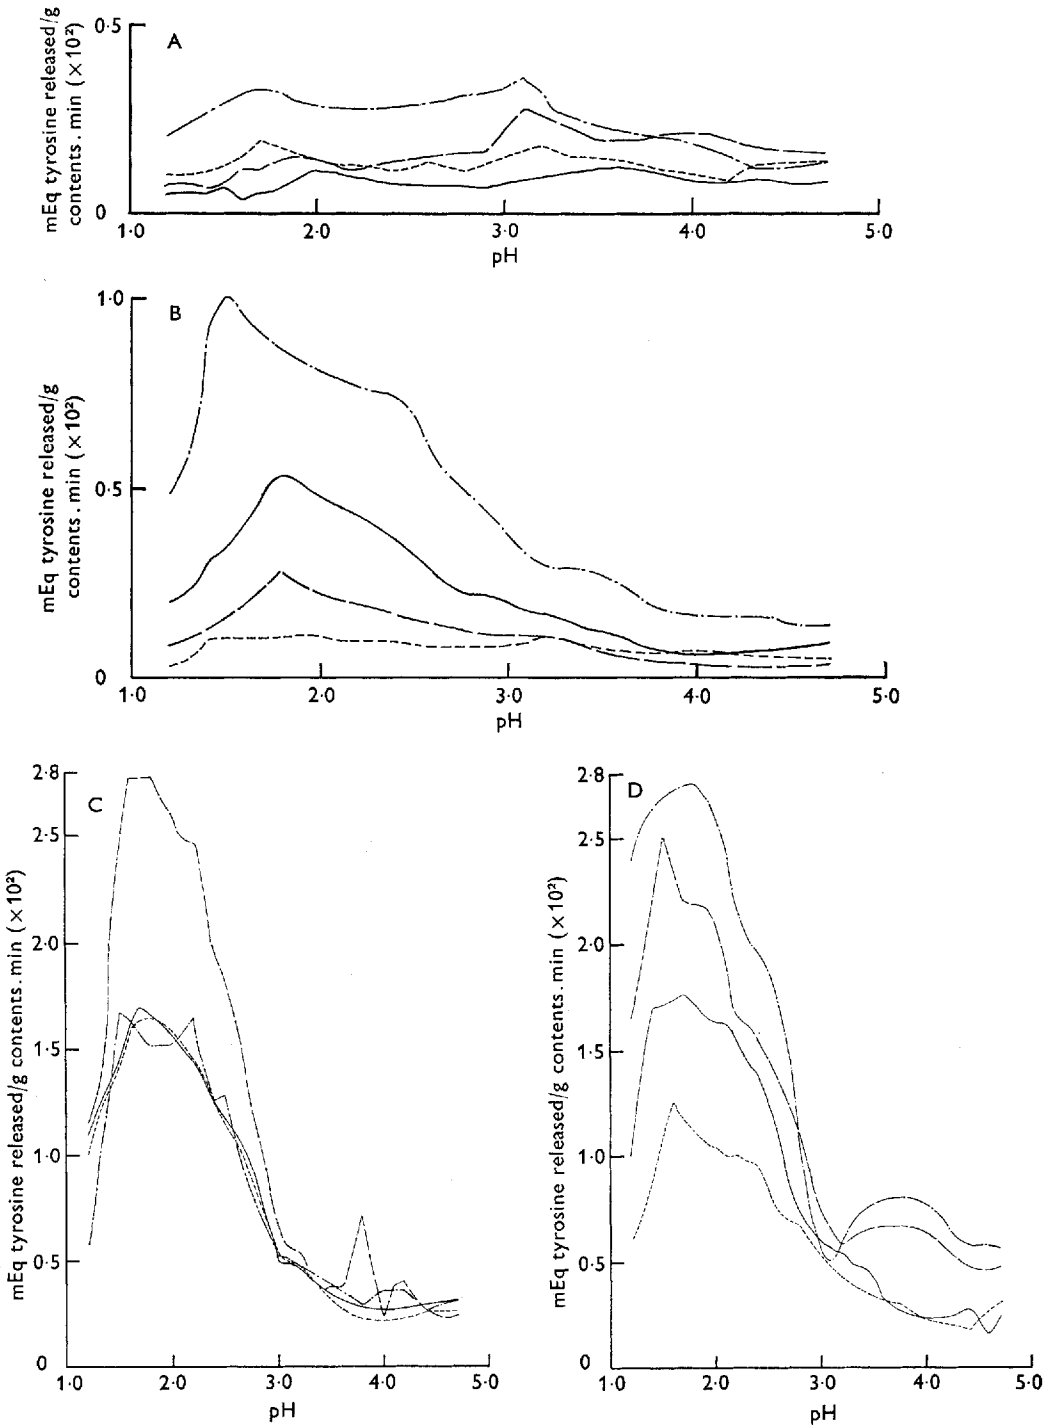 mEq tyrosine released/g
contents . min (×10²)
A
0·5
0
1·0 2·0 3·0 4·0 5·0
pH
mEq tyrosine released/g
contents . min (×10²)
B
1·0
0·5
0
1·0 2·0 3·0 4·0 5·0
pH
mEq tyrosine released/g contents . min (×10²)
C
2·8
2·5
2·0
1·5
1·0
0·5
0
1·0 2·0 3·0 4·0 5·0
pH
mEq tyrosine released/g contents . min (×10²)
D
2·8
2·5
2·0
1·5
1·0
0·5
0
1·0 2·0 3·0 4·0 5·0
pH